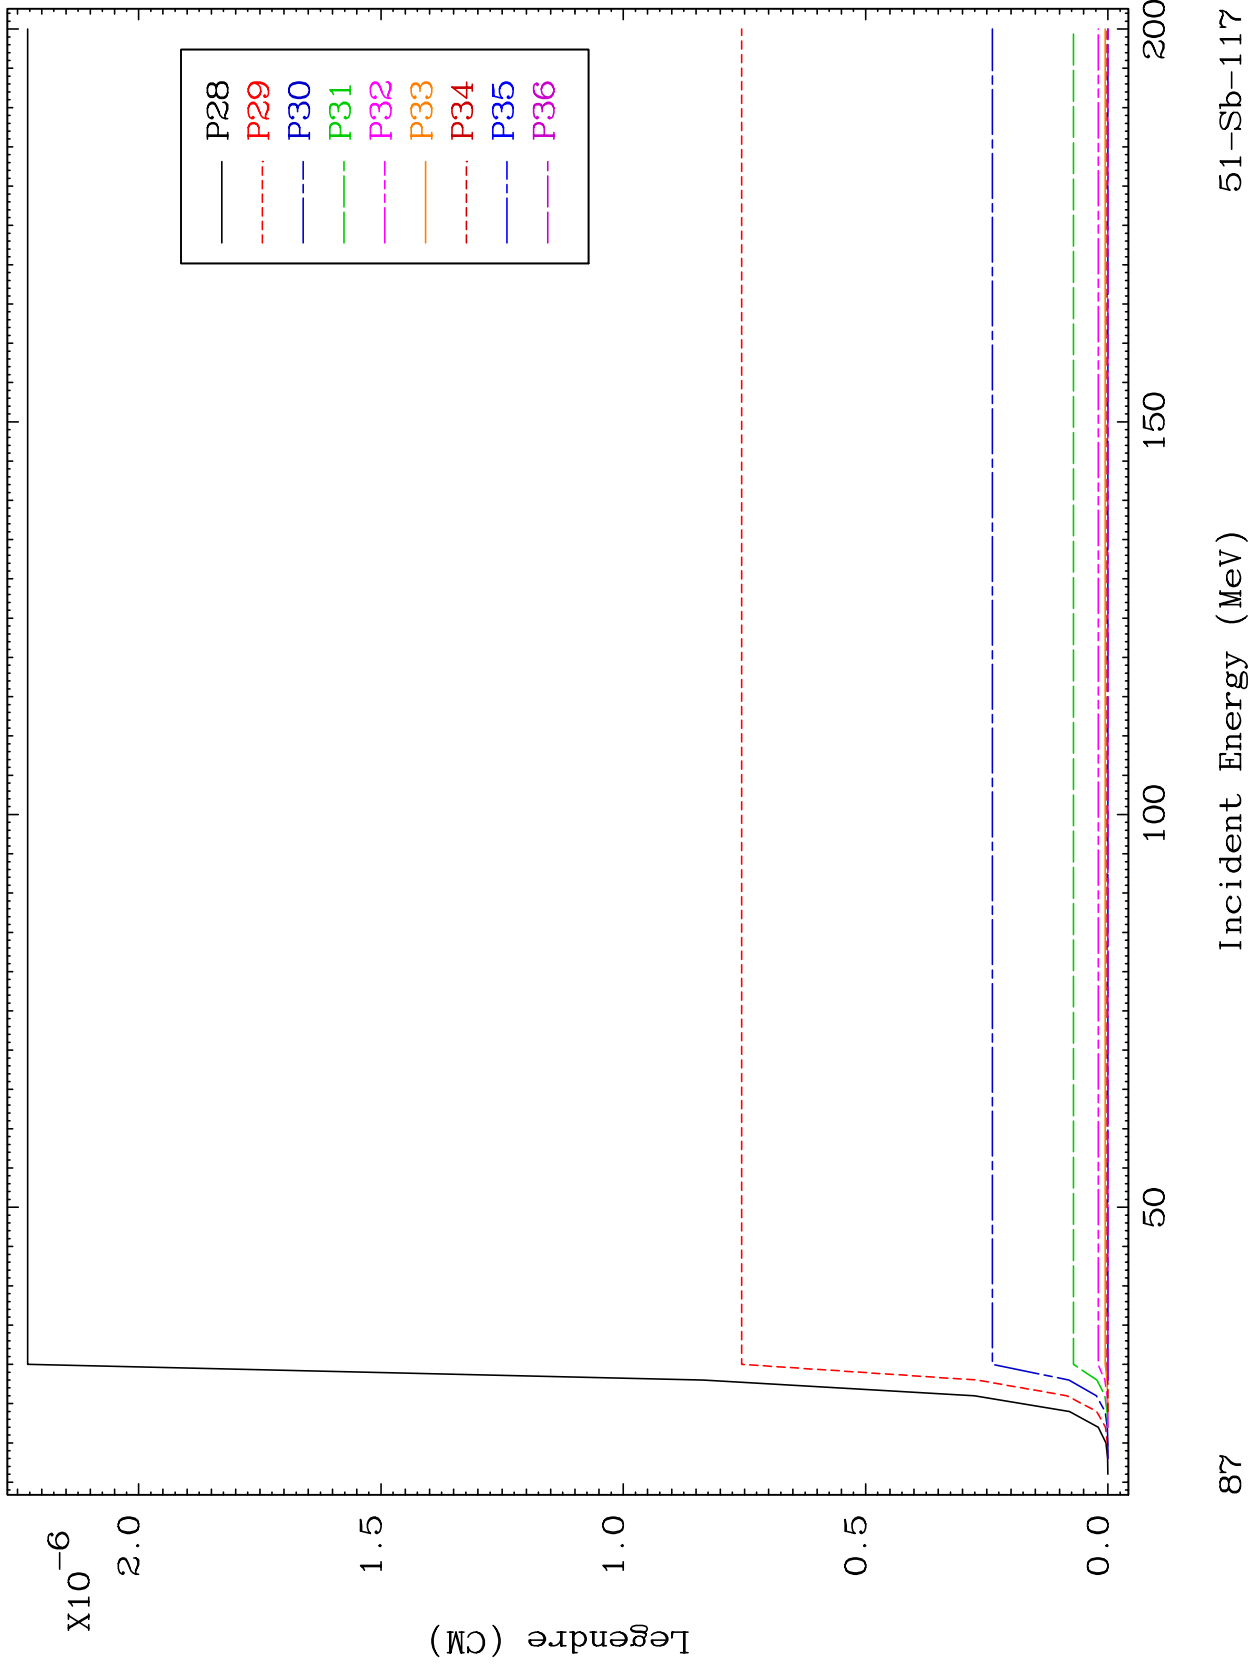 X10-6
2.0
1.5
1.0
0.5
0.0
Legendre (CM)
P28
P29
P30
P31
P32
P33
P34
P35
P36
50
100
150
200
Incident Energy (MeV)
87
51-Sb-117